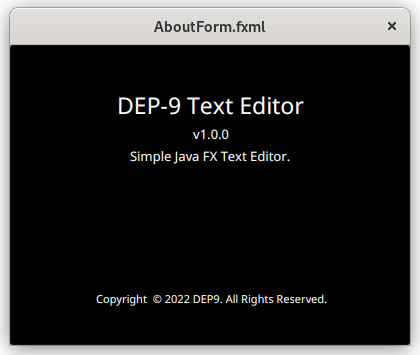 AboutForm.fxml
DEP-9 Text Editor
v1.0.0
Simple Java FX Text Editor.
Copyright © 2022 DEP9. All Rights Reserved.